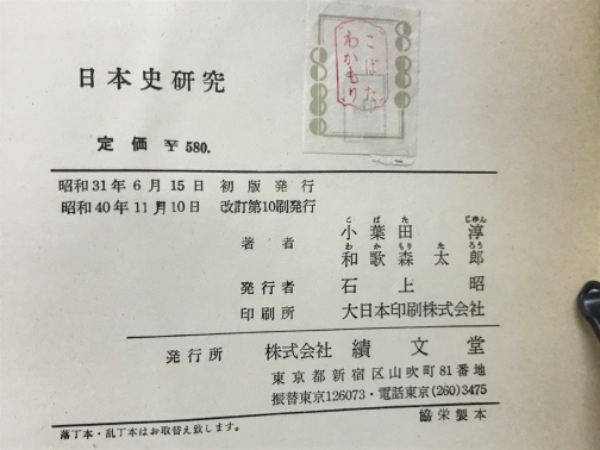 こばた
わかもり
印
日本史研究
定価 ¥580.
昭和31年6月15日 初版発行
昭和40年11月10日 改訂第10刷発行
著者 小葉田淳
こばた じゅん
和歌森太郎
わかもりたろう
発行者 石上昭
印刷所 大日本印刷株式会社
発行所 株式会社 績文堂
東京都新宿区山吹町81番地
振替東京126073・電話東京(260)3475
落丁本・乱丁本はお取替え致します。 協栄製本